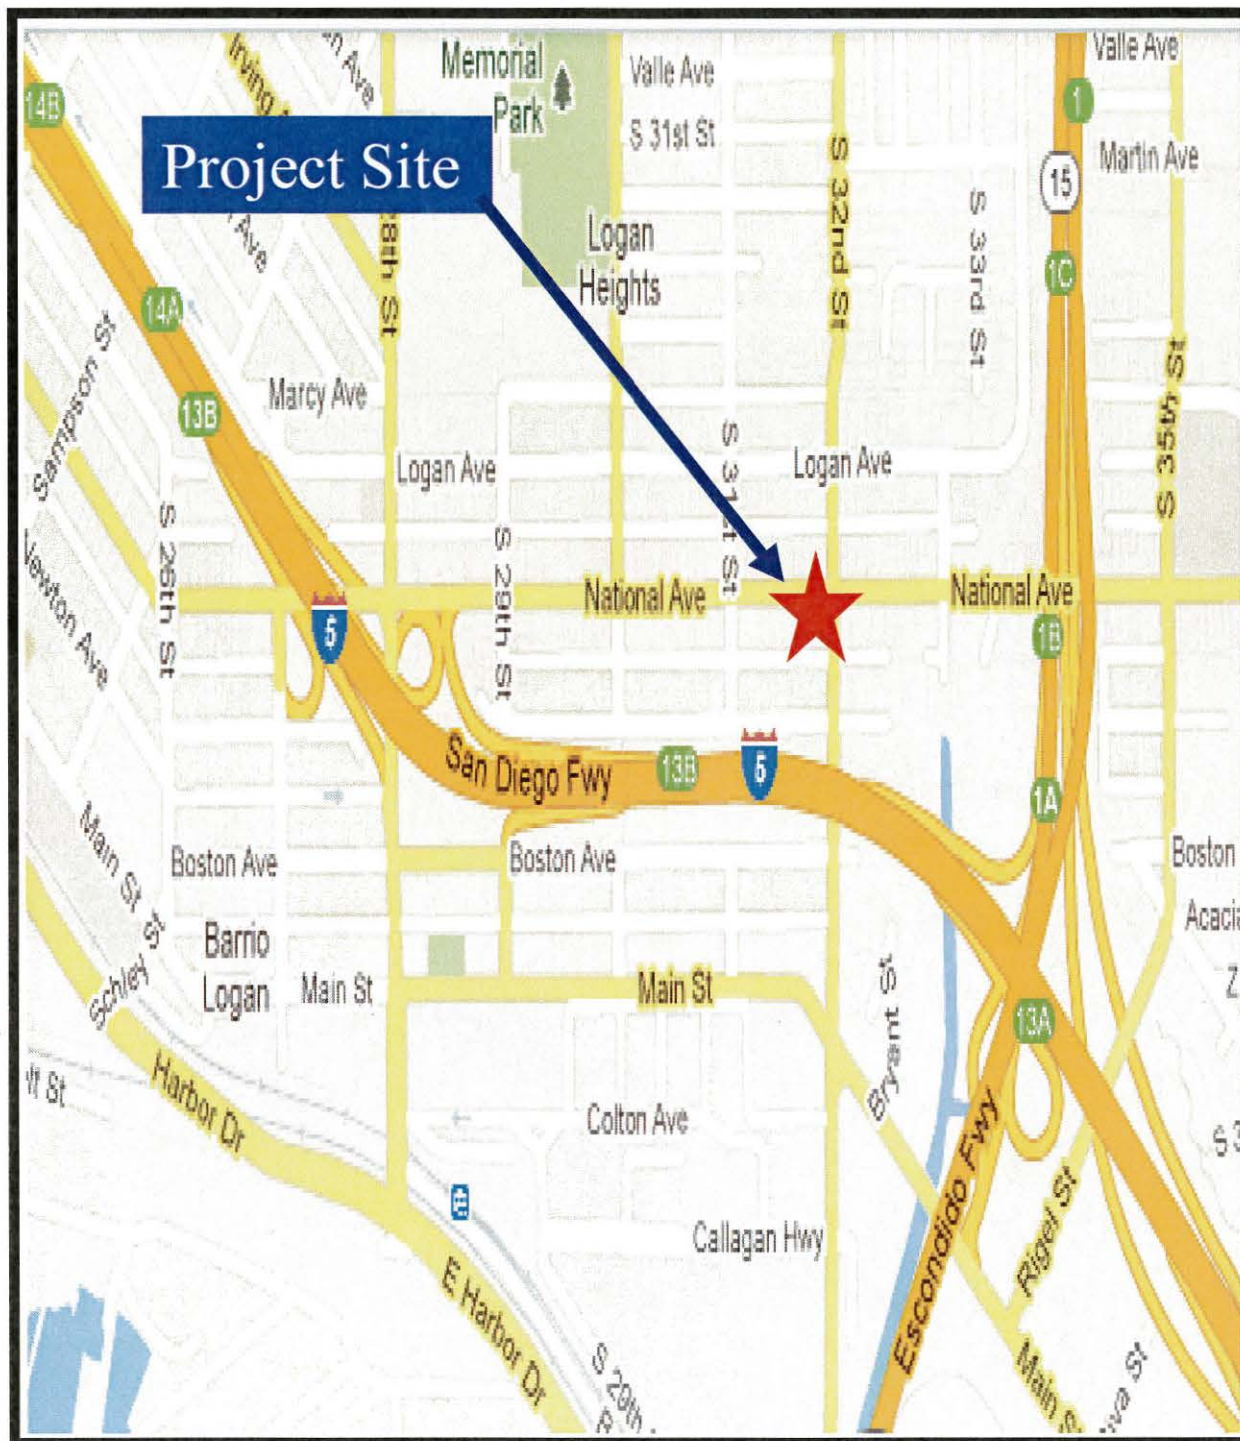 Memorial
Park
Valle Ave
Valle Ave
14B
1
S 31st St
Martin Ave
Project Site
15
S 32nd St
28th St
Logan
Heights
S 33rd St
1C
14A
Sampson St
Marcy Ave
13B
S 35th St
Logan Ave
Logan Ave
S 26th St
S 29th St
National Ave
National Ave
Newton Ave
5
1B
San Diego Fwy
13B
5
1A
Main St
Boston Ave
Boston Ave
Boston
Acacia
Barrio
Logan
Main St
Main St
Schley
Bryant St
13A
Harbor Dr
Colton Ave
Escondido Fwy
Callagan Hwy
Rigel St
E Harbor Dr
S 29th
Main S